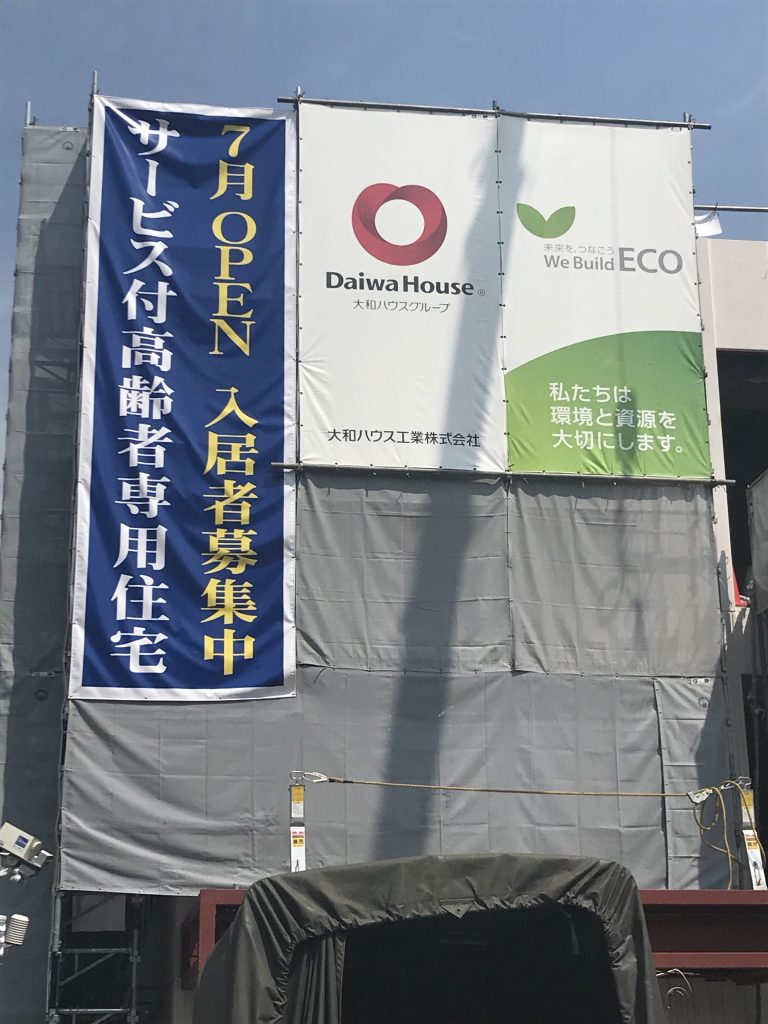 7月OPEN 入居者募集中
サービス付高齢者専用住宅
Daiwa House®
大和ハウスグループ
大和ハウス工業株式会社
未来を、つなごう
We Build ECO
私たちは
環境と資源を
大切にします。